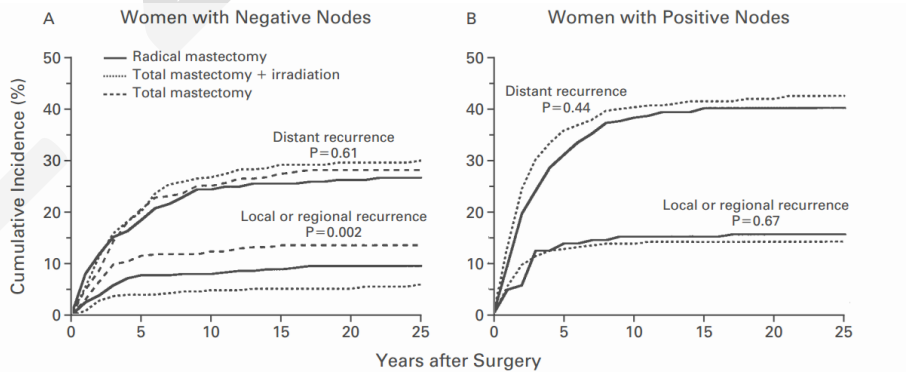 A
Women with Negative Nodes
B
Women with Positive Nodes
Cumulative Incidence (%)
50
40
30
20
10
0
Radical mastectomy
Total mastectomy + irradiation
Total mastectomy
Distant recurrence
P=0.61
Local or regional recurrence
P=0.002
0
5
10
15
20
25
50
40
30
20
10
0
Distant recurrence
P=0.44
Local or regional recurrence
P=0.67
0
5
10
15
20
25
Years after Surgery